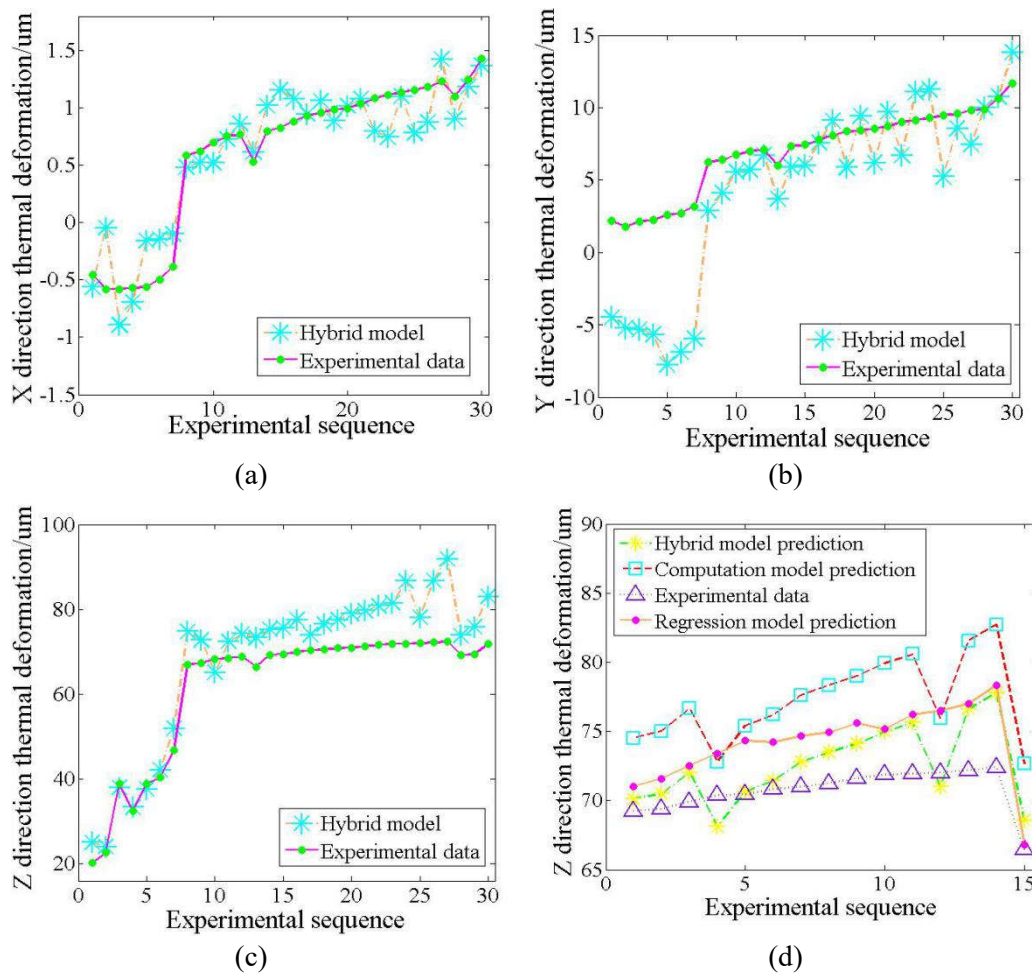 X direction thermal deformation/um
1.5
1
0.5
0
-0.5
-1
-1.5
0
10
20
30
Hybrid model
Experimental data
Experimental sequence
(a)
Y direction thermal deformation/um
15
10
5
0
-5
-10
0
5
10
15
20
25
30
Hybrid model
Experimental data
Experimental sequence
(b)
Z direction thermal deformation/um
100
80
60
40
20
0
5
10
15
20
25
30
Hybrid model
Experimental data
Experimental sequence
(c)
Z direction thermal deformation/um
90
85
80
75
70
65
0
5
10
15
Hybrid model prediction
Computation model prediction
Experimental data
Regression model prediction
Experimental sequence
(d)